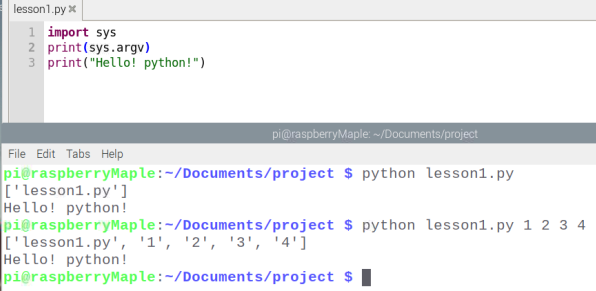 lesson1.py
1 import sys
2 print(sys.argv)
3 print("Hello! python!")
pi@raspberryMaple: ~/Documents/project
File Edit Tabs Help
pi@raspberryMaple:~/Documents/project $ python lesson1.py
['lesson1.py']
Hello! python!
pi@raspberryMaple:~/Documents/project $ python lesson1.py 1 2 3 4
['lesson1.py', '1', '2', '3', '4']
Hello! python!
pi@raspberryMaple:~/Documents/project $